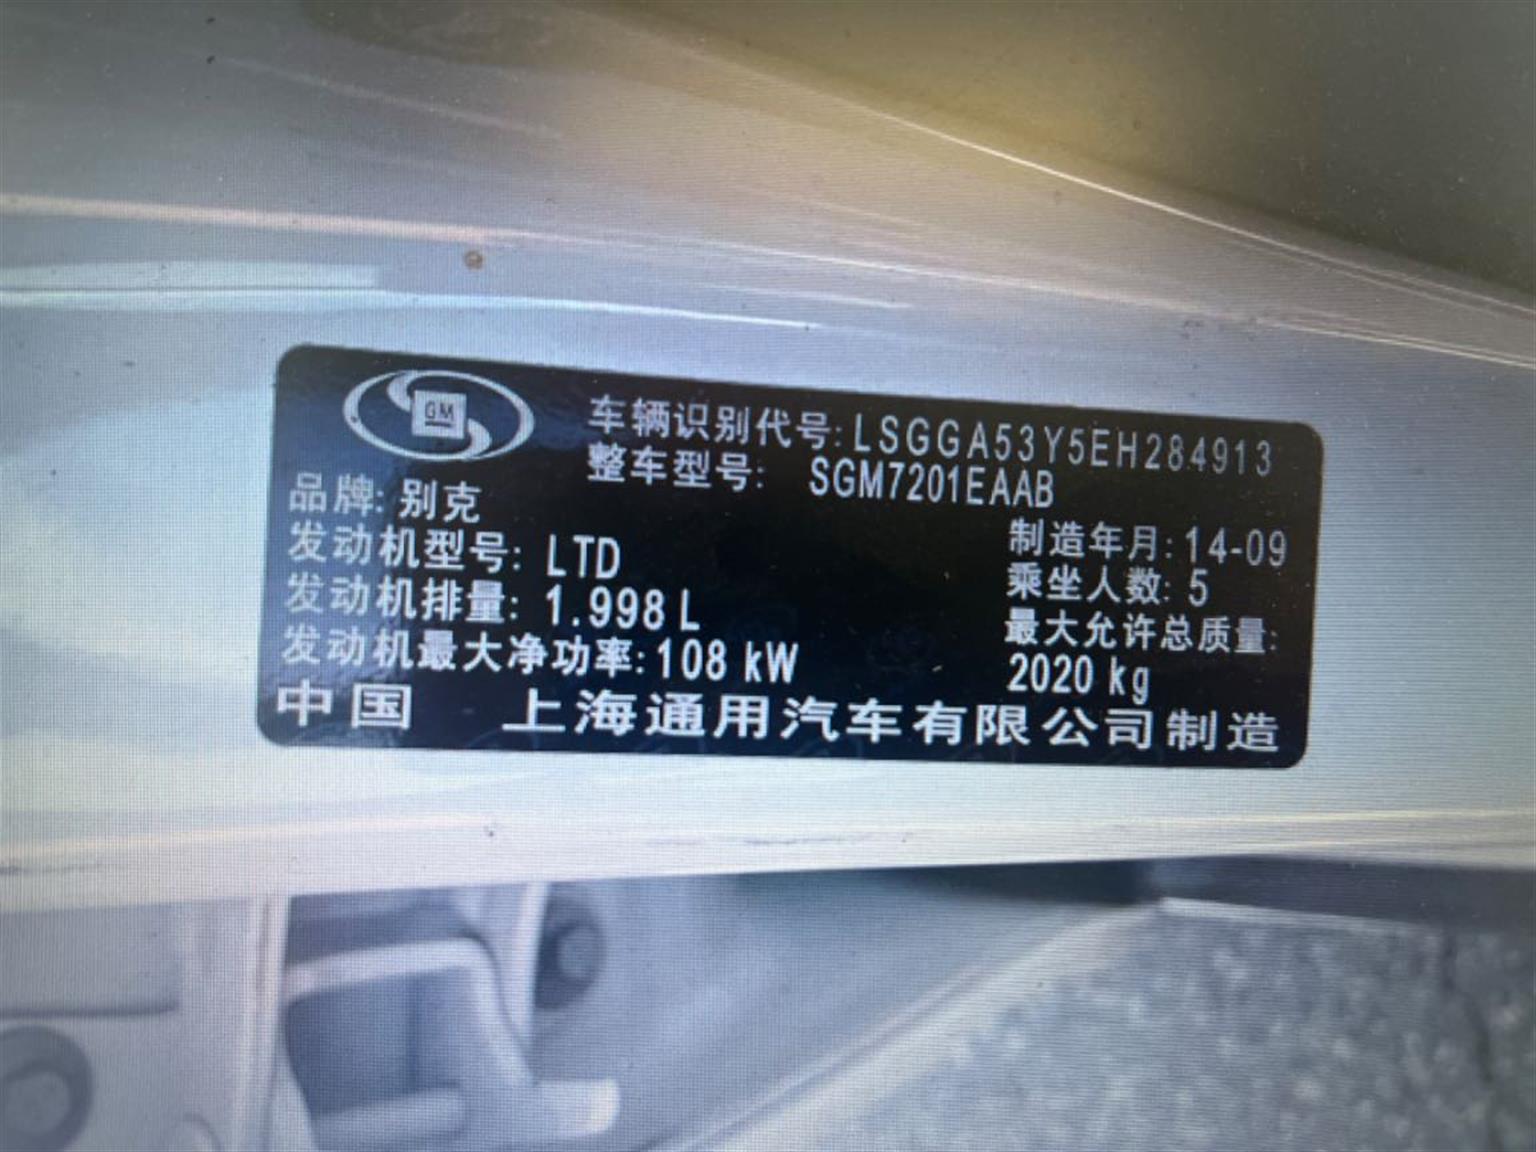 GM
车辆识别代号:LSGGA53Y5EH284913
整车型号: SGM7201EAAB
品牌:别克
发动机型号: LTD
制造年月:14-09
发动机排量: 1.998 L
乘坐人数: 5
发动机最大净功率:108 kW
最大允许总质量:
2020 kg
中国 上海通用汽车有限公司制造